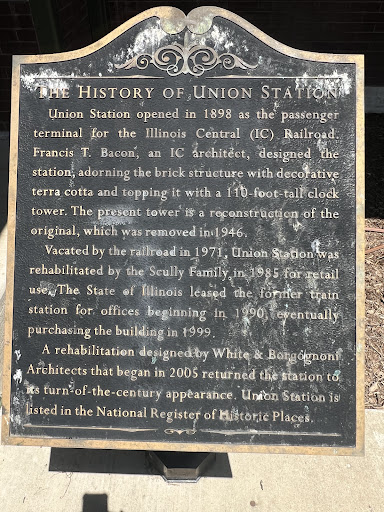 THE HISTORY OF UNION STATION
Union Station opened in 1898 as the passenger
terminal for the Illinois Central (IC) Railroad.
Francis T. Bacon, an IC architect, designed the
station, adorning the brick structure with decorative
terra cotta and topping it with a 110-foot-tall clock
tower. The present tower is a reconstruction of the
original, which was removed in 1946.
Vacated by the railroad in 1971, Union Station was
rehabilitated by the Scully Family in 1985 for retail
use. The State of Illinois leased the former train
station for offices beginning in 1990, eventually
purchasing the building in 1999.
A rehabilitation designed by White & Borgognoni
Architects that began in 2005 returned the station to
its turn-of-the-century appearance. Union Station is
listed in the National Register of Historic Places.